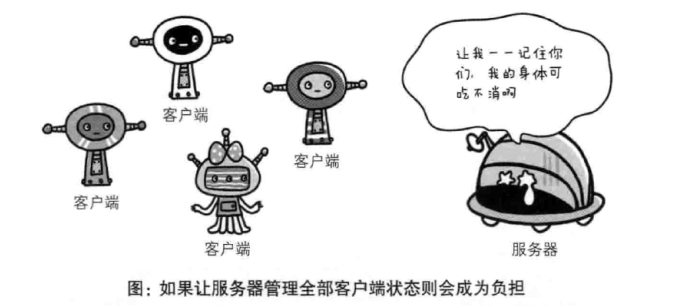 让我一一记住你
们，我的身体可
吃不消啊
客户端
客户端
客户端
客户端
服务器
图：如果让服务器管理全部客户端状态则会成为负担